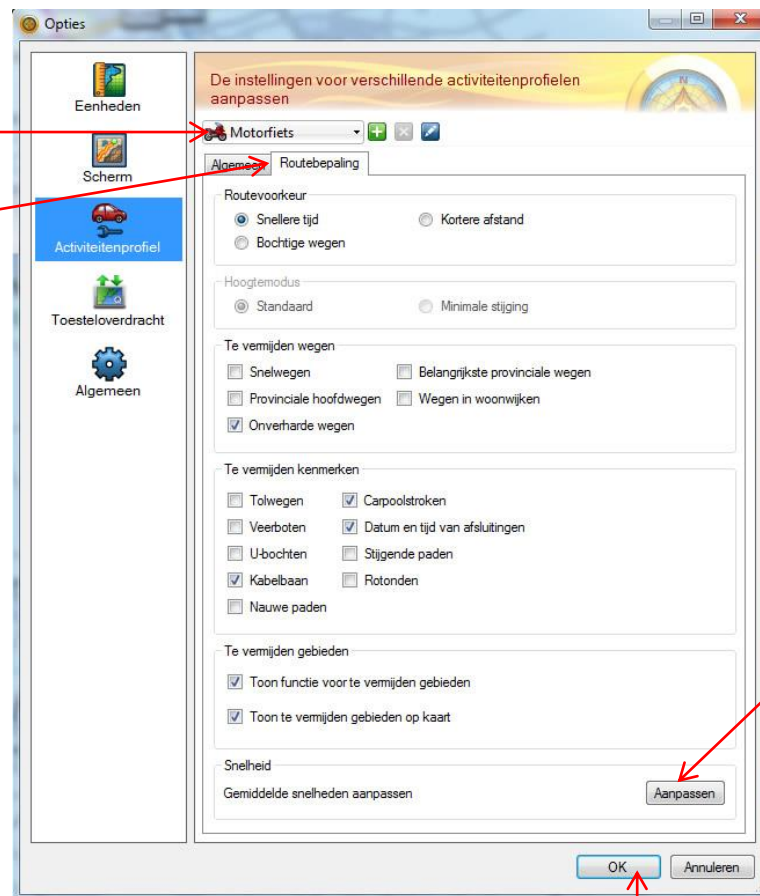 Opties
Eenheden
Scherm
Activiteitenprofiel
Toesteloverdracht
Algemeen
De instellingen voor verschillende activiteitenprofielen
aanpassen
Motorfiets
Algemeen Routebepaling
Routevoorkeur
Snellere tijd Kortere afstand
Bochtige wegen
Hoogtemodus
Standaard Minimale stijging
Te vermijden wegen
Snelwegen Belangrijkste provinciale wegen
Provinciale hoofdwegen Wegen in woonwijken
Onverharde wegen
Te vermijden kenmerken
Tolwegen Carpoolstroken
Veerboten Datum en tijd van afsluitingen
U-bochten Stijgende paden
Kabelbaan Rotonden
Nauwe paden
Te vermijden gebieden
Toon functie voor te vermijden gebieden
Toon te vermijden gebieden op kaart
Snelheid
Gemiddelde snelheden aanpassen Aanpassen
OK Annuleren